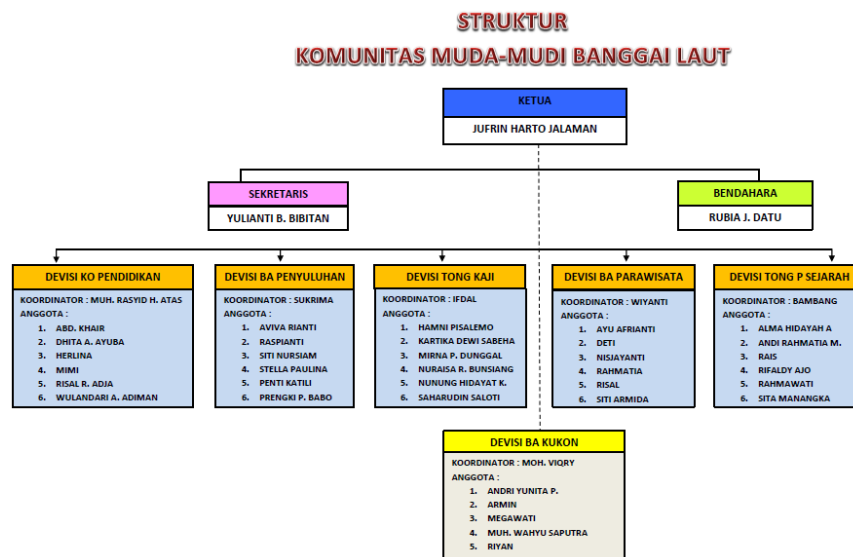 STRUKTUR
KOMUNITAS MUDA-MUDI BANGGAI LAUT
KETUA
JUFRIN HARTO JALAMAN
SEKRETARIS
YULIANTI B. BIBITAN
BENDAHARA
RUBIA J. DATU
DEVISI KO PENDIDIKAN
KOORDINATOR : MUH. RASYID H. ATAS
ANGGOTA :
1. ABD. KHAIR
2. DHITA A. AYUBA
3. HERLINA
4. MIMI
5. RISAL R. ADJA
6. WULANDARI A. ADIMAN
DEVISI BA PENYULUHAN
KOORDINATOR : SUKRIMA
ANGGOTA :
1. AVIVA RIANTI
2. RASPIANTI
3. SITI NURSIAM
4. STELLA PAULINA
5. PENTI KATILI
6. PRENGKI P. BABO
DEVISI TONG KAJI
KOORDINATOR : IFDAL
ANGGOTA :
1. HAMNI PISALEMO
2. KARTIKA DEWI SABEHA
3. MIRNA P. DUNGGAL
4. NURAISA R. BUNSIANG
5. NUNUNG HIDAYAT K.
6. SAHARUDIN SALOTI
DEVISI BA PARAWISATA
KOORDINATOR : WIYANTI
ANGGOTA :
1. AYU AFRIANTI
2. DETI
3. NISJAYANTI
4. RAHMATIA
5. RISAL
6. SITI ARMIDA
DEVISI TONG P SEJARAH
KOORDINATOR : BAMBANG
ANGGOTA :
1. ALMA HIDAYAH A
2. ANDI RAHMATIA M.
3. RAIS
4. RIFALDY AJO
5. RAHMAWATI
6. SITA MANANGKA
DEVISI BA KUKON
KOORDINATOR : MOH. VIQRY
ANGGOTA :
1. ANDRI YUNITA P.
2. ARMIN
3. MEGAWATI
4. MUH. WAHYU SAPUTRA
5. RIYAN